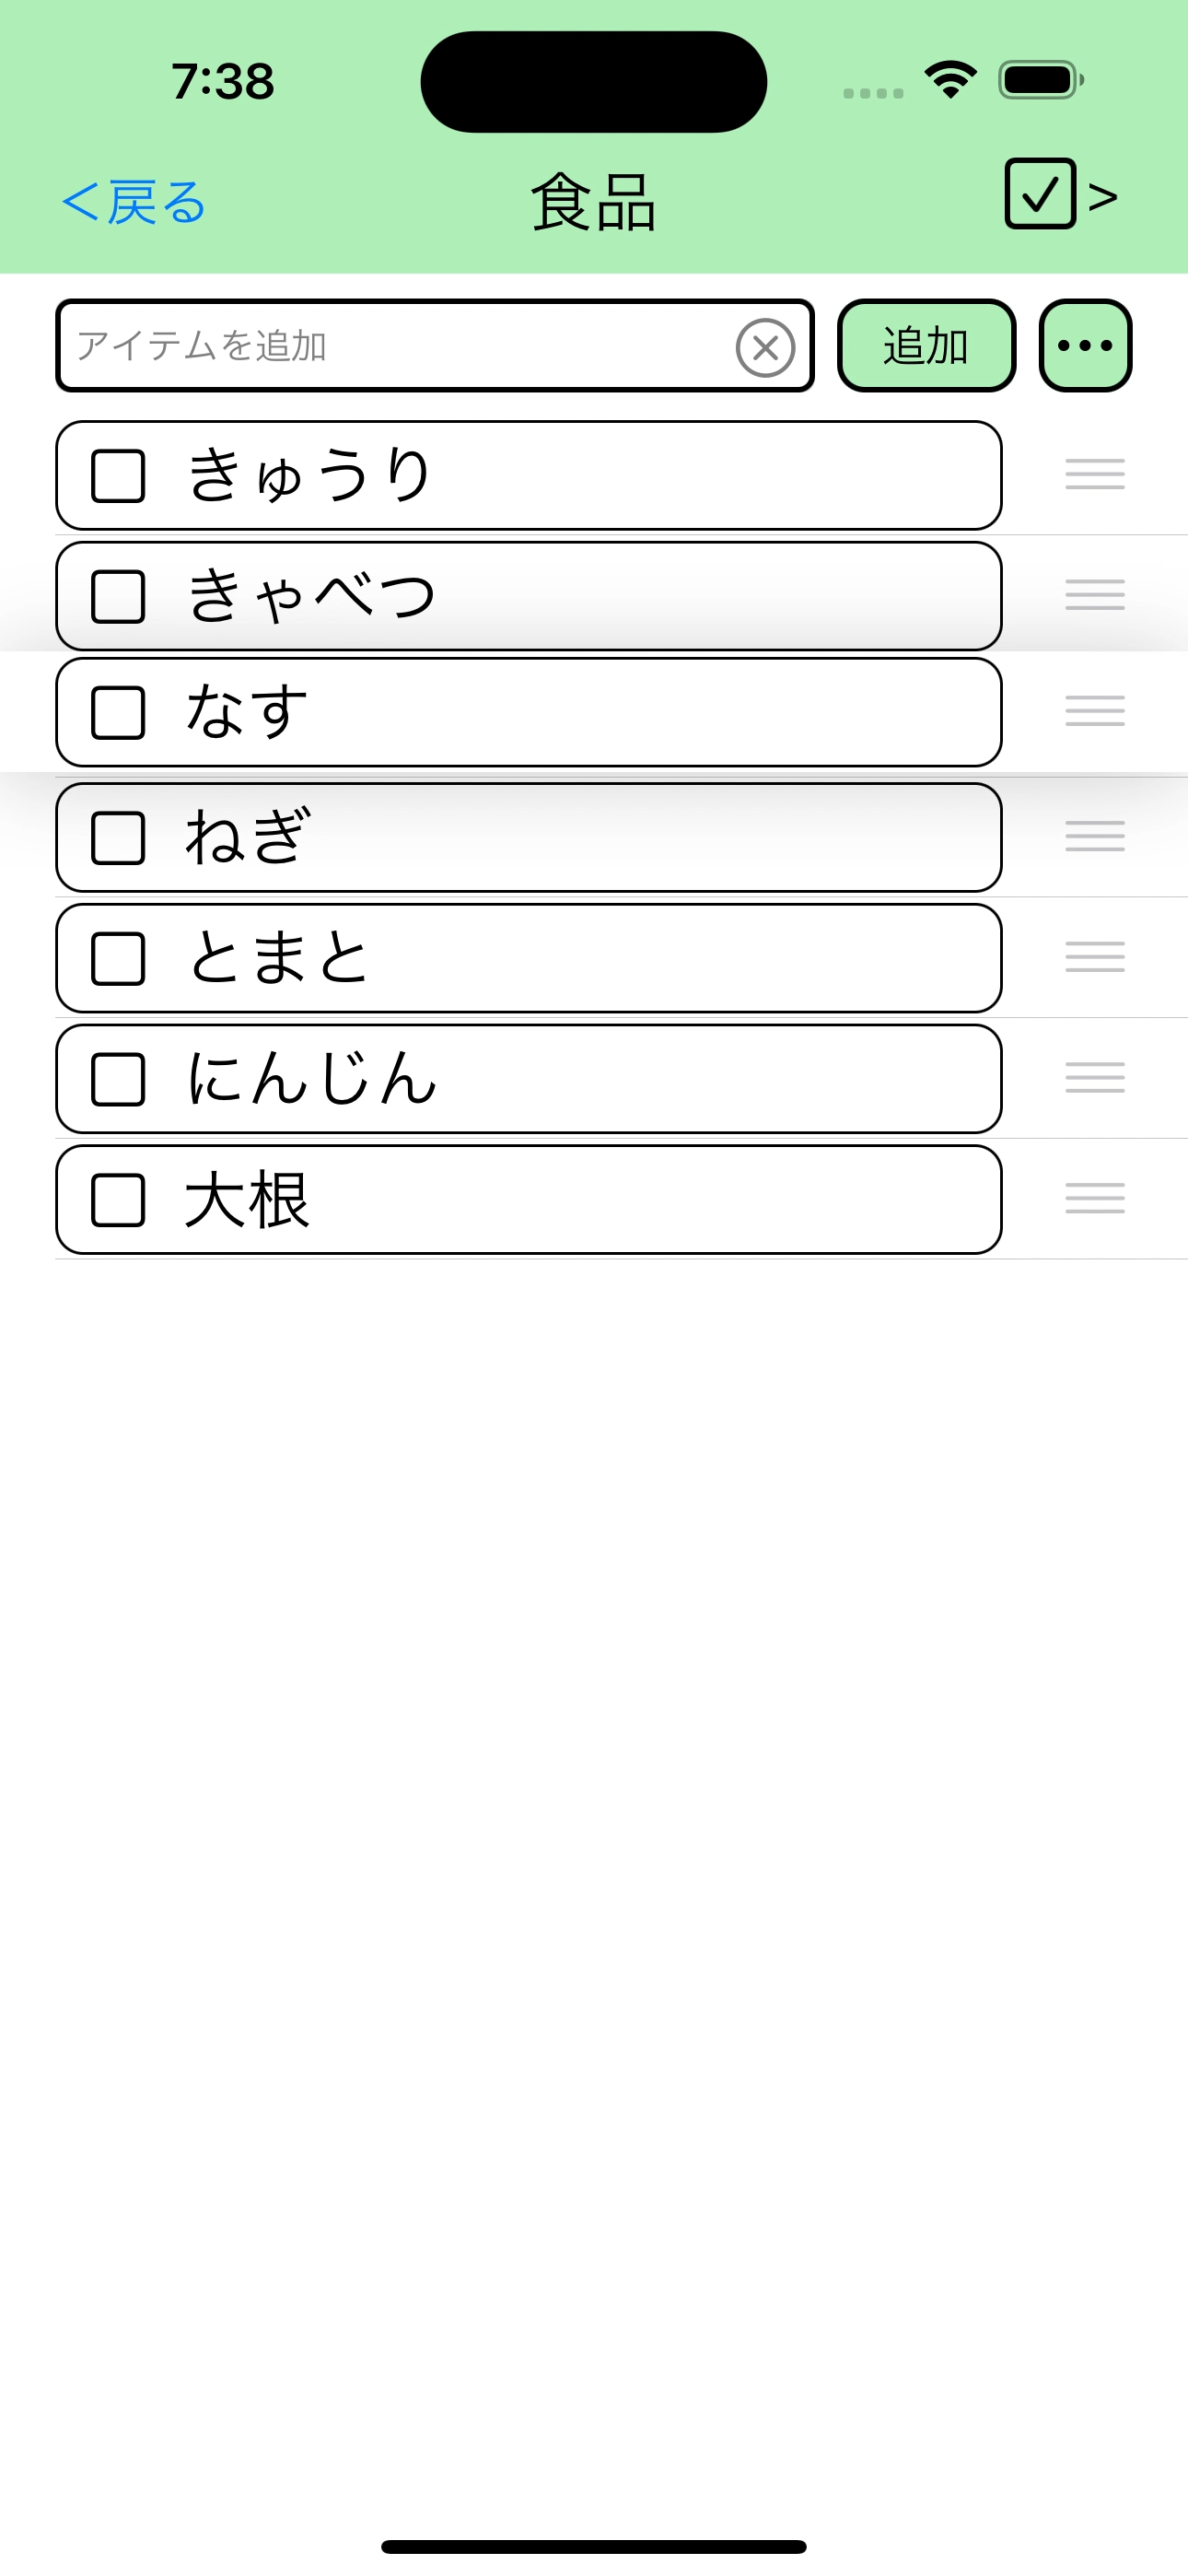 7:38
＜戻る 食品 >
アイテムを追加 追加 •••
きゅうり
きゃべつ
なす
ねぎ
とまと
にんじん
大根